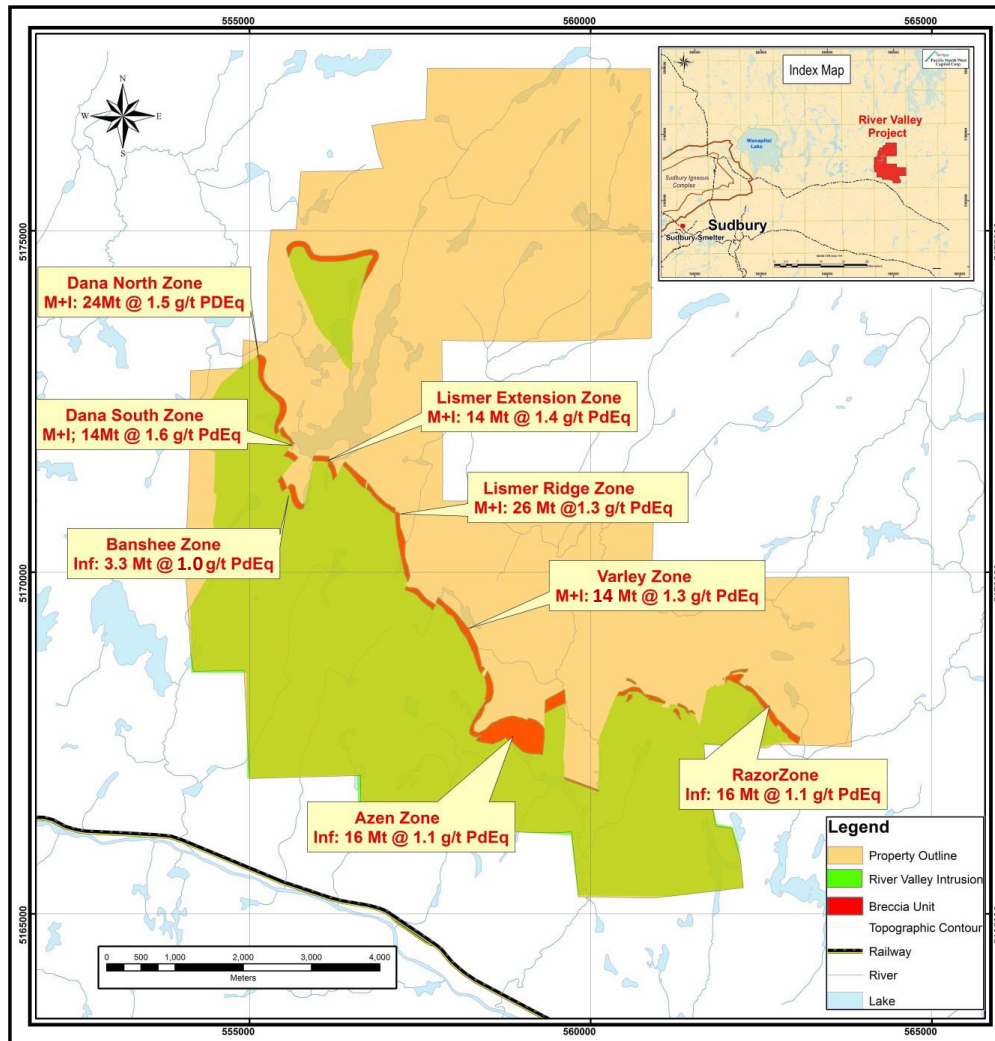 555000
560000
565000
N
W
E
S
5175000
5170000
5165000
Index Map
Pacific North West
Capital Corp.
River Valley
Project
Wanapitei
Lake
Sudbury Igneous
Complex
Sudbury
Sudbury Smelter
Dana North Zone
M+I: 24Mt @ 1.5 g/t PDEq
Dana South Zone
M+I; 14Mt @ 1.6 g/t PdEq
Lismer Extension Zone
M+I: 14 Mt @ 1.4 g/t PdEq
Lismer Ridge Zone
M+I: 26 Mt @1.3 g/t PdEq
Banshee Zone
Inf: 3.3 Mt @ 1.0 g/t PdEq
Varley Zone
M+I: 14 Mt @ 1.3 g/t PdEq
RazorZone
Inf: 16 Mt @ 1.1 g/t PdEq
Azen Zone
Inf: 16 Mt @ 1.1 g/t PdEq
Legend
Property Outline
River Valley Intrusion
Breccia Unit
Topographic Contour
Railway
River
Lake
0 500 1,000 2,000 3,000 4,000
Meters
555000
560000
565000